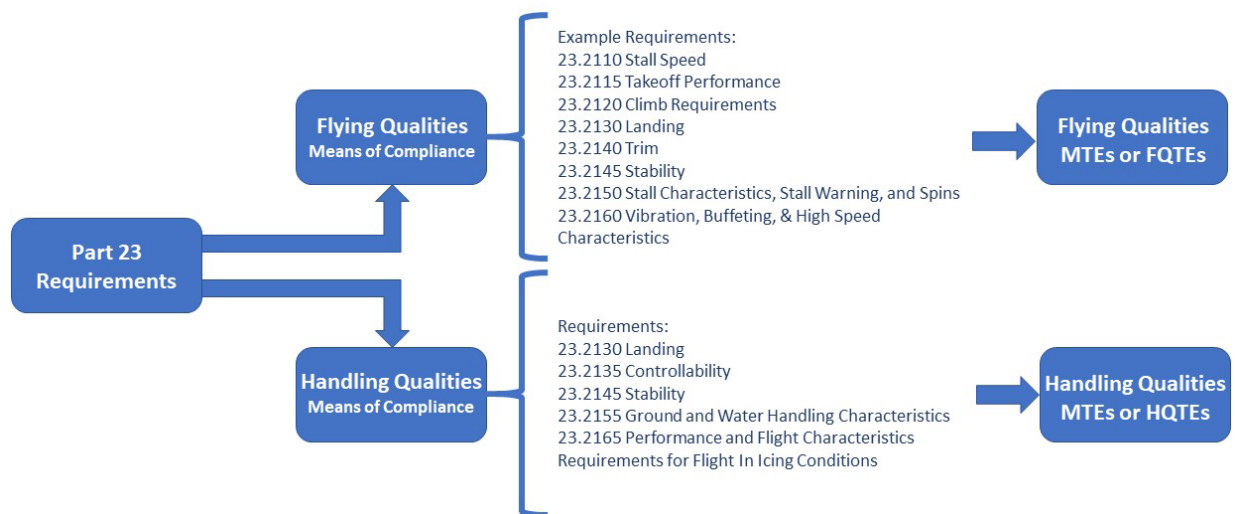 Part 23
Requirements
Flying Qualities
Means of Compliance
Example Requirements:
23.2110 Stall Speed
23.2115 Takeoff Performance
23.2120 Climb Requirements
23.2130 Landing
23.2140 Trim
23.2145 Stability
23.2150 Stall Characteristics, Stall Warning, and Spins
23.2160 Vibration, Buffeting, & High Speed
Characteristics
Flying Qualities
MTEs or FQTEs
Handling Qualities
Means of Compliance
Requirements:
23.2130 Landing
23.2135 Controllability
23.2145 Stability
23.2155 Ground and Water Handling Characteristics
23.2165 Performance and Flight Characteristics
Requirements for Flight In Icing Conditions
Handling Qualities
MTEs or HQTEs